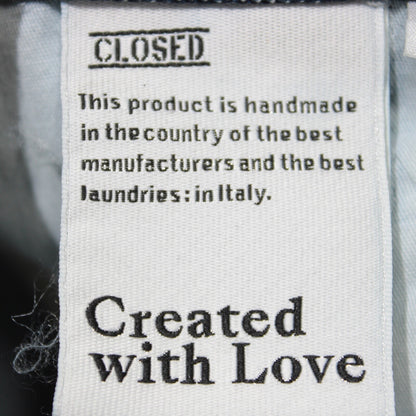 CLOSED
This product is handmade
in the country of the best
manufacturers and the best
laundries: in Italy.
Created
with Love